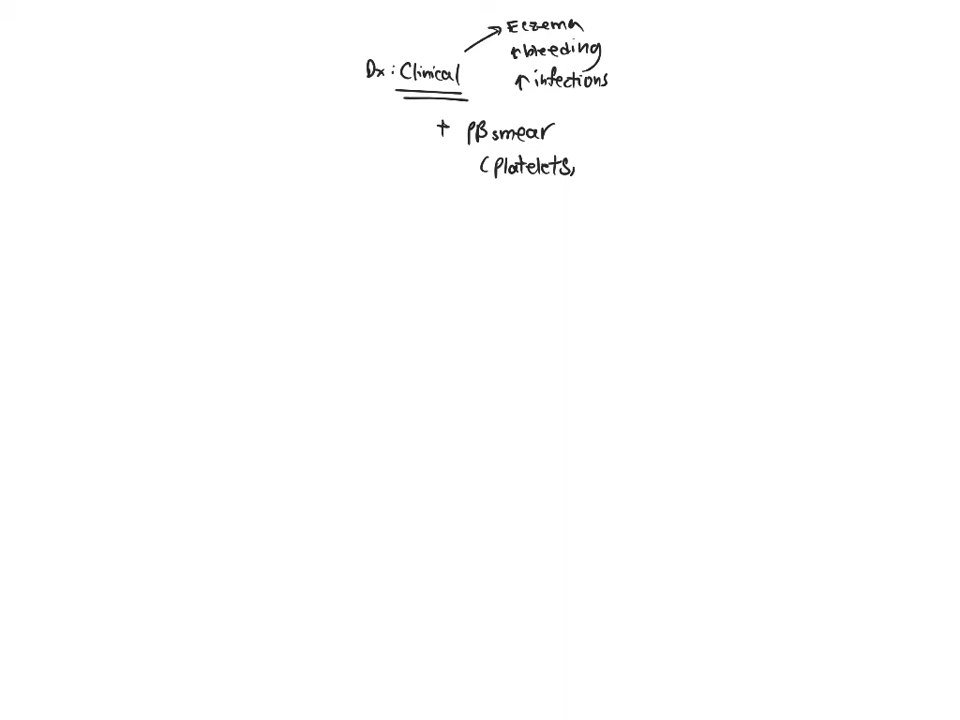 Eczema
↑bleeding
Dx: Clinical
↑infections
+ PB smear
(platelets,